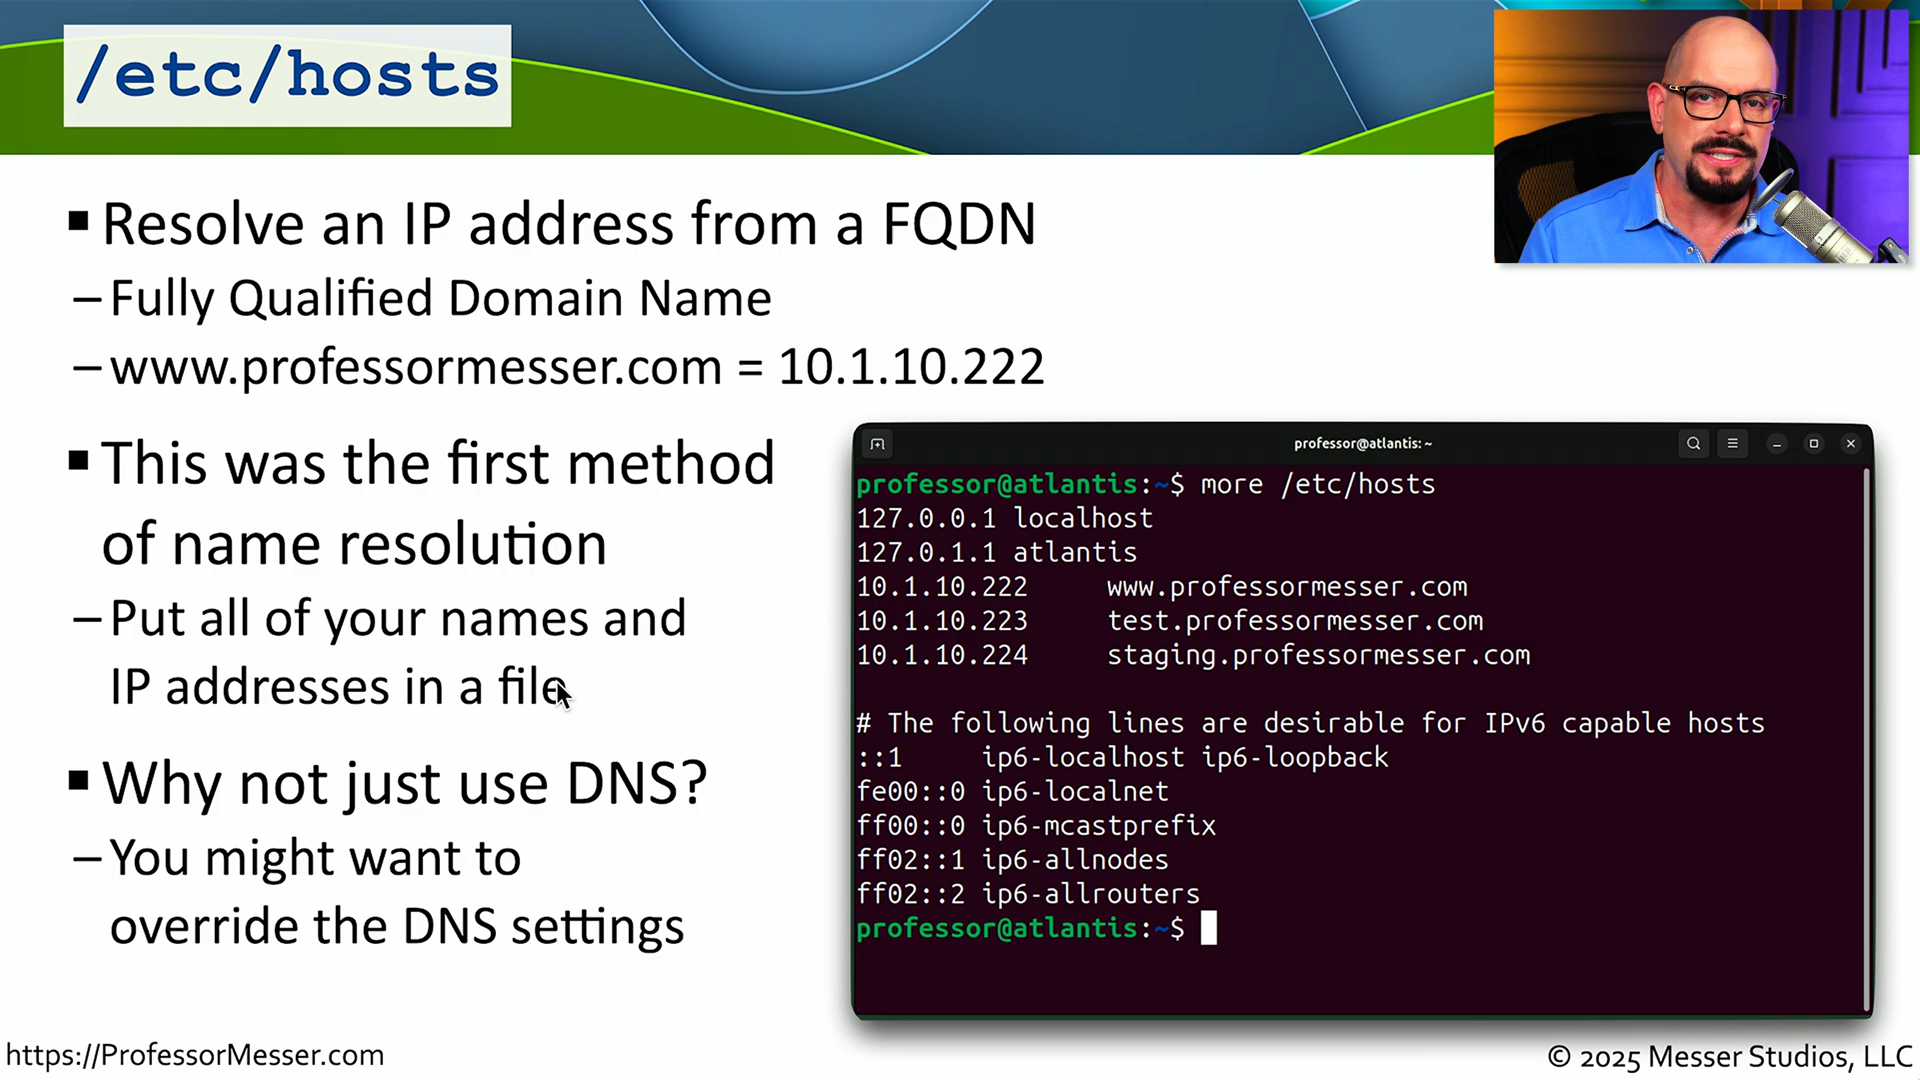 /etc/hosts
▪ Resolve an IP address from a FQDN
– Fully Qualified Domain Name
– www.professormesser.com = 10.1.10.222
▪ This was the first method
of name resolution
– Put all of your names and
IP addresses in a file
▪ Why not just use DNS?
– You might want to
override the DNS settings
professor@atlantis: ~
professor@atlantis:~$ more /etc/hosts
127.0.0.1 localhost
127.0.1.1 atlantis
10.1.10.222     www.professormesser.com
10.1.10.223     test.professormesser.com
10.1.10.224     staging.professormesser.com
# The following lines are desirable for IPv6 capable hosts
::1     ip6-localhost ip6-loopback
fe00::0 ip6-localnet
ff00::0 ip6-mcastprefix
ff02::1 ip6-allnodes
ff02::2 ip6-allrouters
professor@atlantis:~$
https://ProfessorMesser.com
© 2025 Messer Studios, LLC